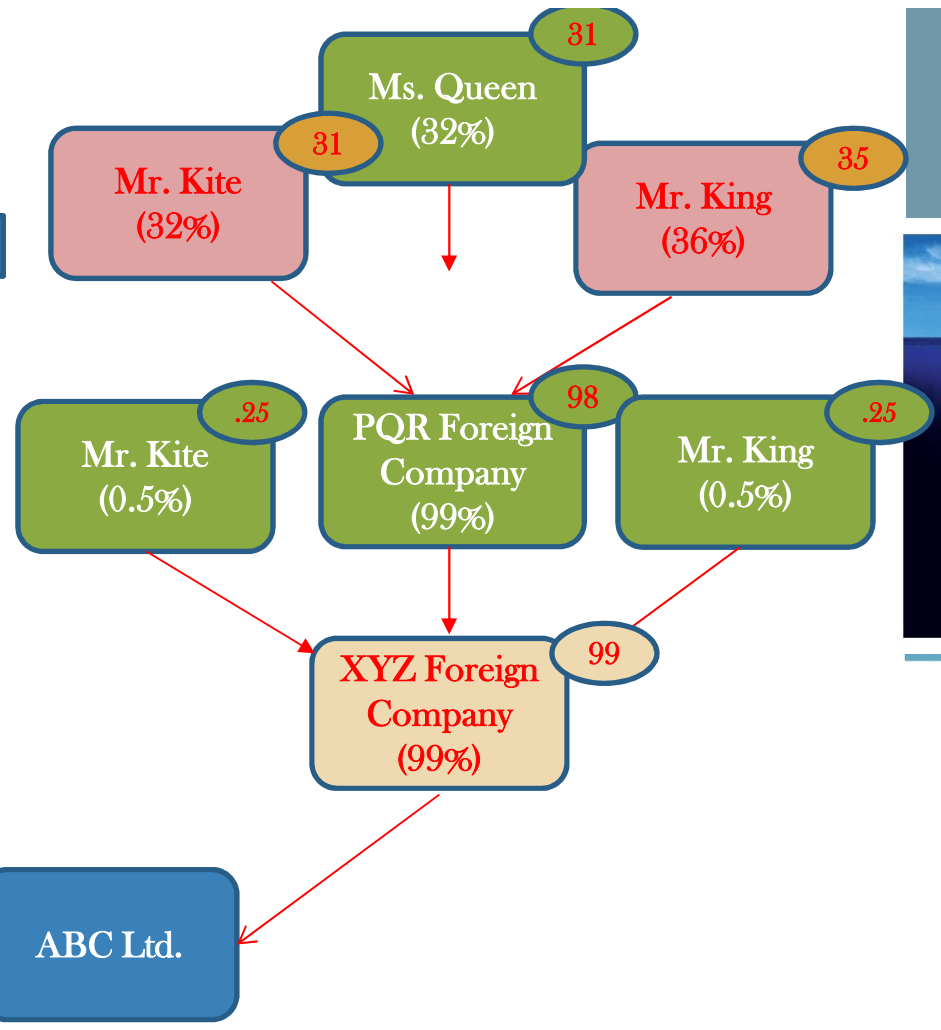 31
Ms. Queen
(32%)
31
Mr. Kite
(32%)
35
Mr. King
(36%)
.25
Mr. Kite
(0.5%)
98
PQR Foreign
Company
(99%)
.25
Mr. King
(0.5%)
99
XYZ Foreign
Company
(99%)
ABC Ltd.